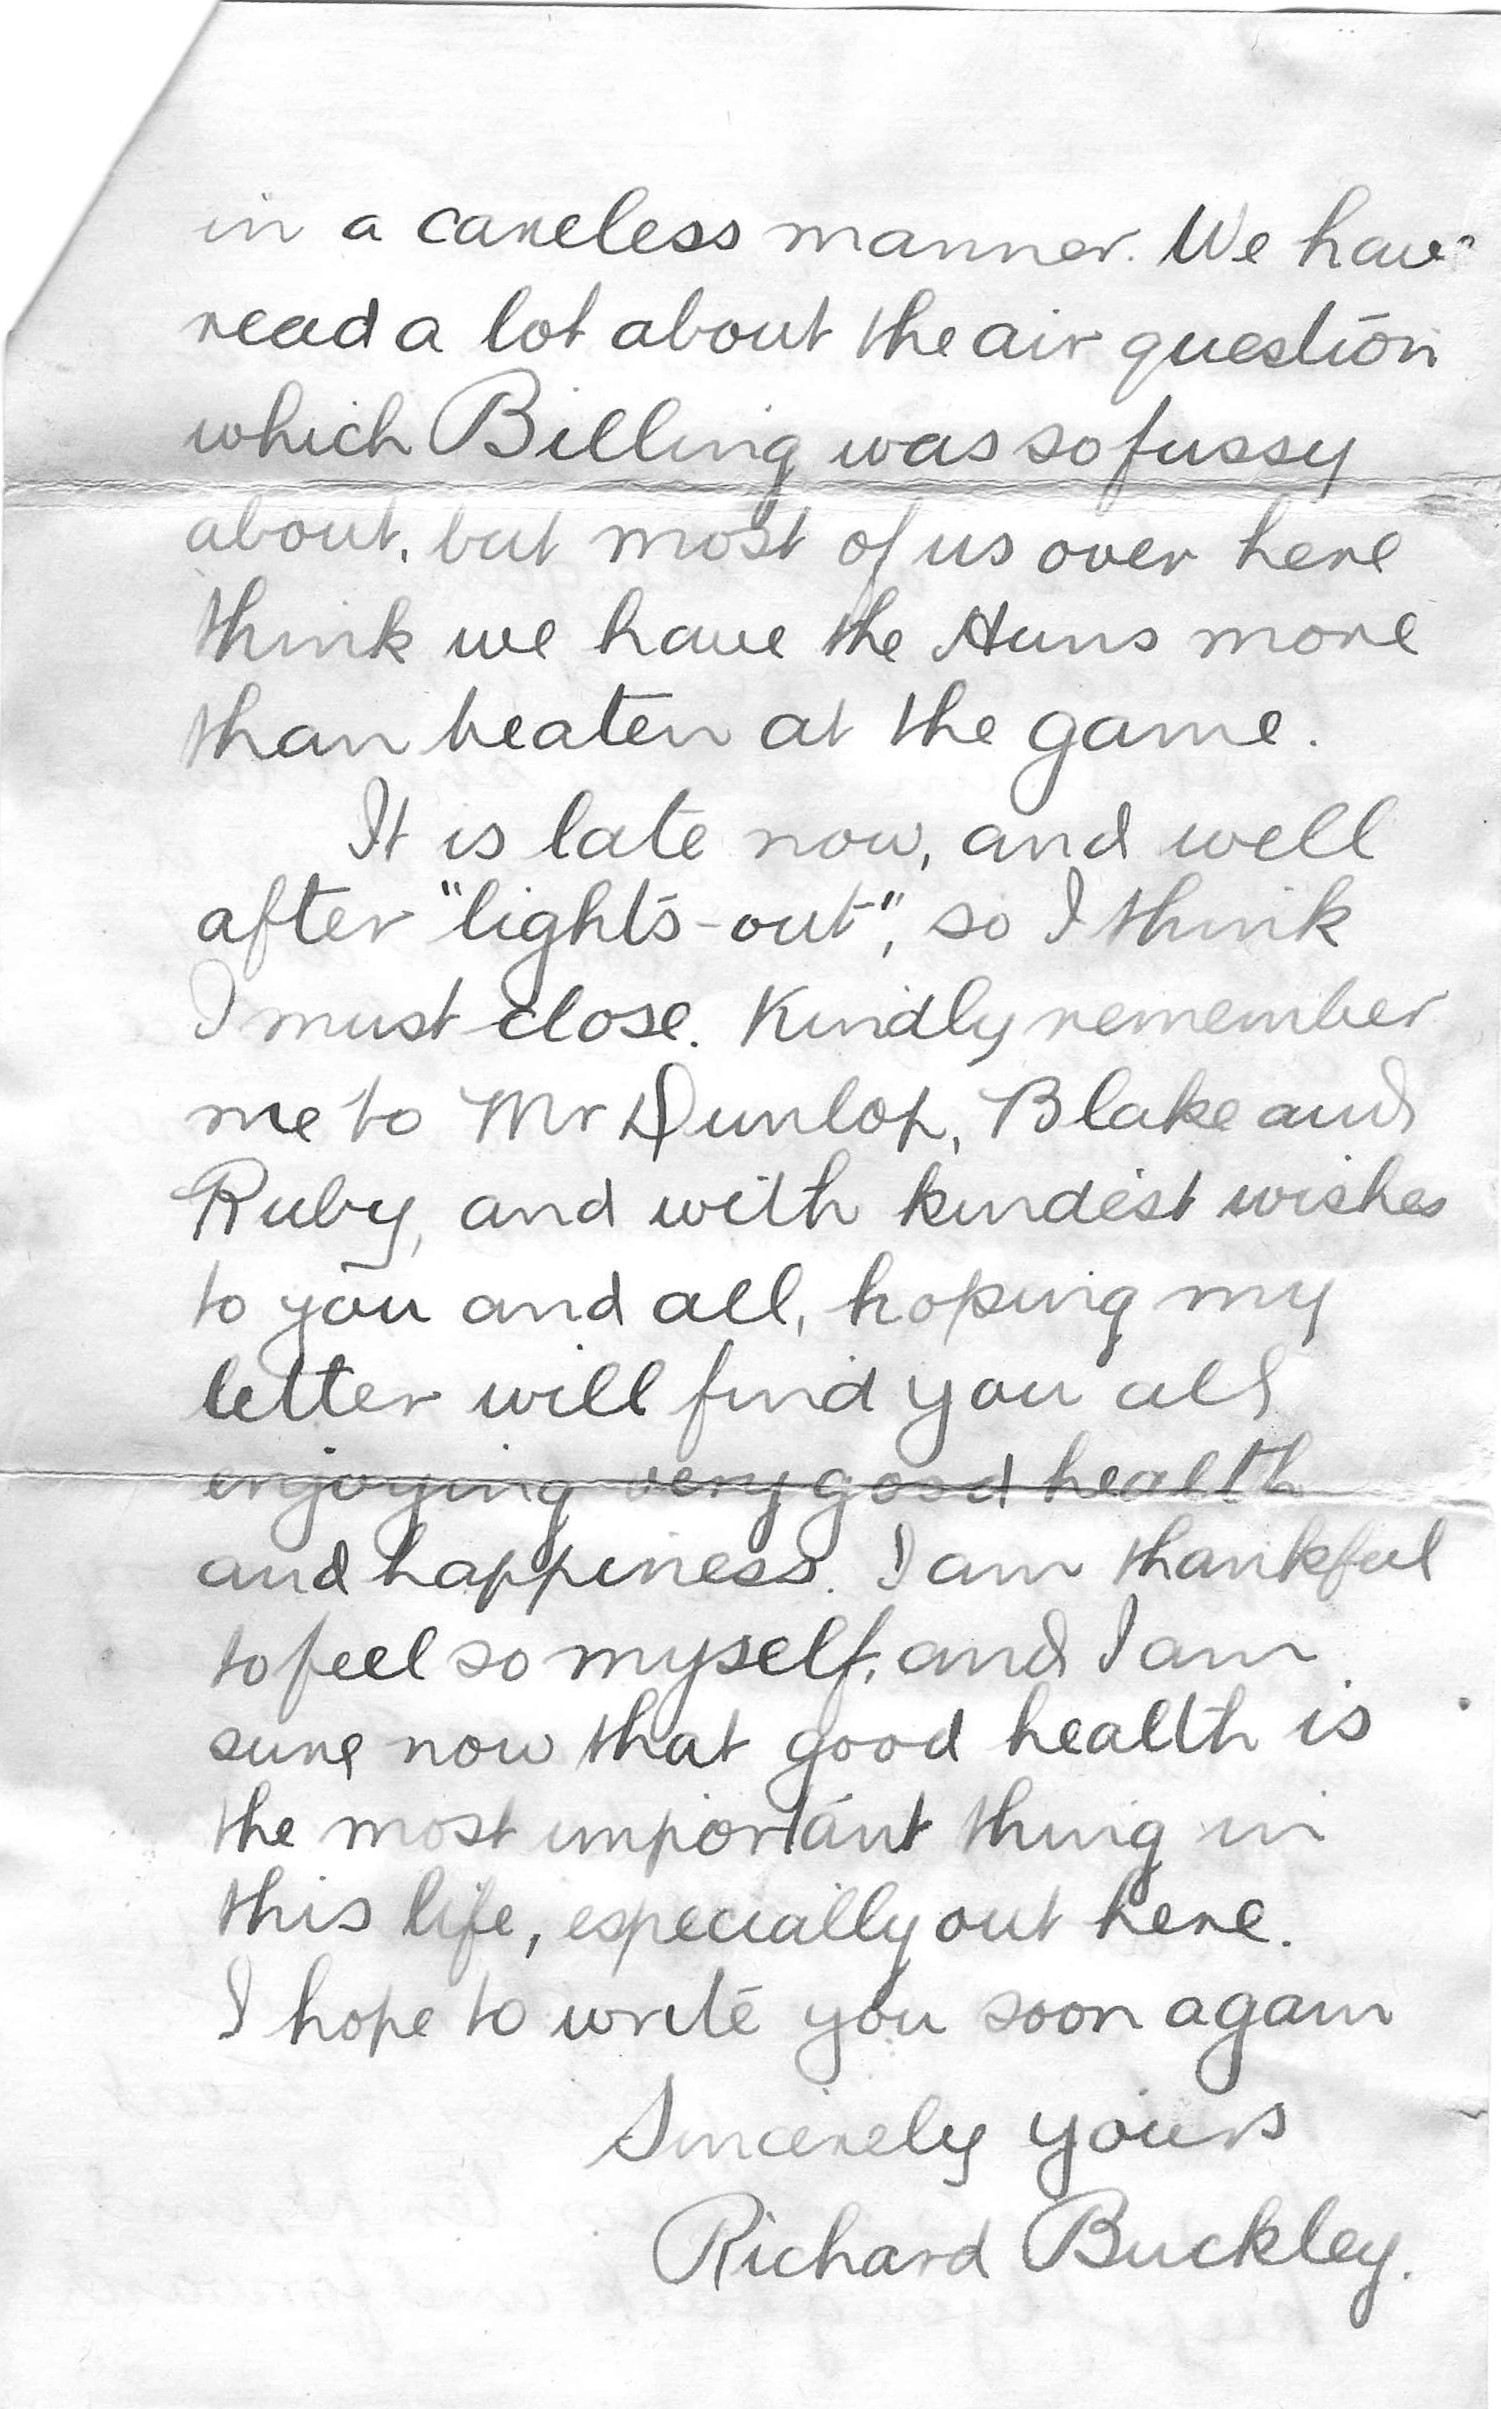 in a careless manner. We have
read a lot about the air question
which Billing was so fussy
about, but most of us over here
think we have the Huns more
than beaten at the game.
It is late now, and well
after "lights-out", so I think
I must close. Kindly remember
me to Mr Dunlop, Blake and
Ruby, and with kindest wishes
to you and all, hoping my
letter will find you all
enjoying very good health
and happiness. I am thankful
to feel so myself, and I am
sure now that good health is
the most important thing in
this life, especially out here.
I hope to write you soon again
Sincerely yours
Richard Buckley.